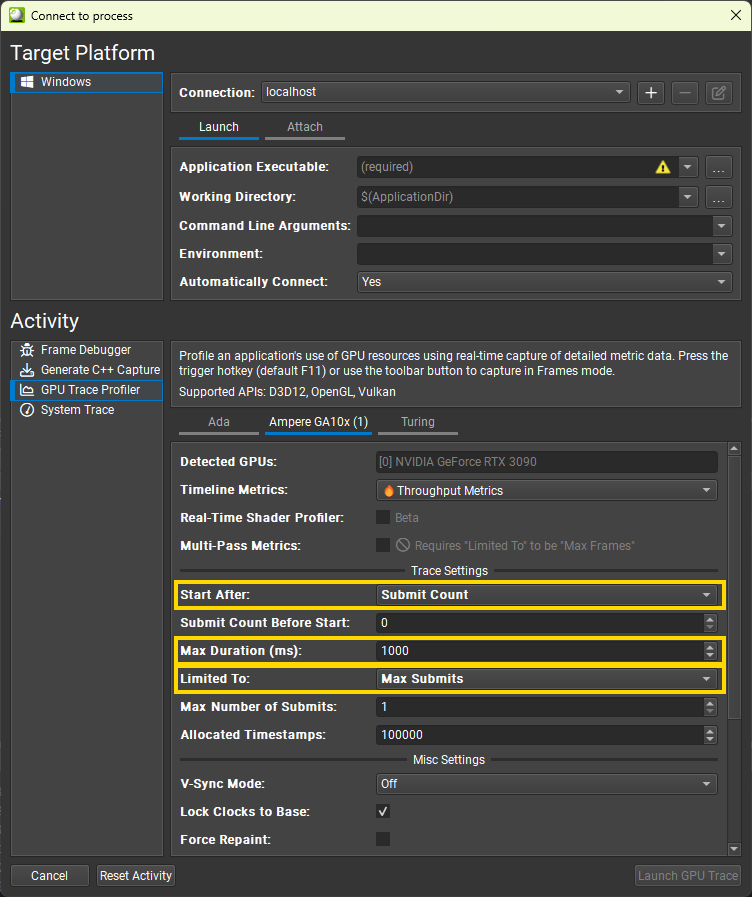 Connect to process
Target Platform
Windows
Connection: localhost
Launch Attach
Application Executable: (required) ...
Working Directory: $(ApplicationDir) ...
Command Line Arguments:
Environment:
Automatically Connect: Yes
Activity
Frame Debugger
Generate C++ Capture
GPU Trace Profiler
System Trace
Profile an application's use of GPU resources using real-time capture of detailed metric data. Press the
trigger hotkey (default F11) or use the toolbar button to capture in Frames mode.
Supported APIs: D3D12, OpenGL, Vulkan
Ada Ampere GA10x (1) Turing
Detected GPUs: [0] NVIDIA GeForce RTX 3090
Timeline Metrics: Throughput Metrics
Real-Time Shader Profiler: Beta
Multi-Pass Metrics: Requires "Limited To" to be "Max Frames"
Trace Settings
Start After: Submit Count
Submit Count Before Start: 0
Max Duration (ms): 1000
Limited To: Max Submits
Max Number of Submits: 1
Allocated Timestamps: 100000
Misc Settings
V-Sync Mode: Off
Lock Clocks to Base:
Force Repaint:
Cancel Reset Activity Launch GPU Trace